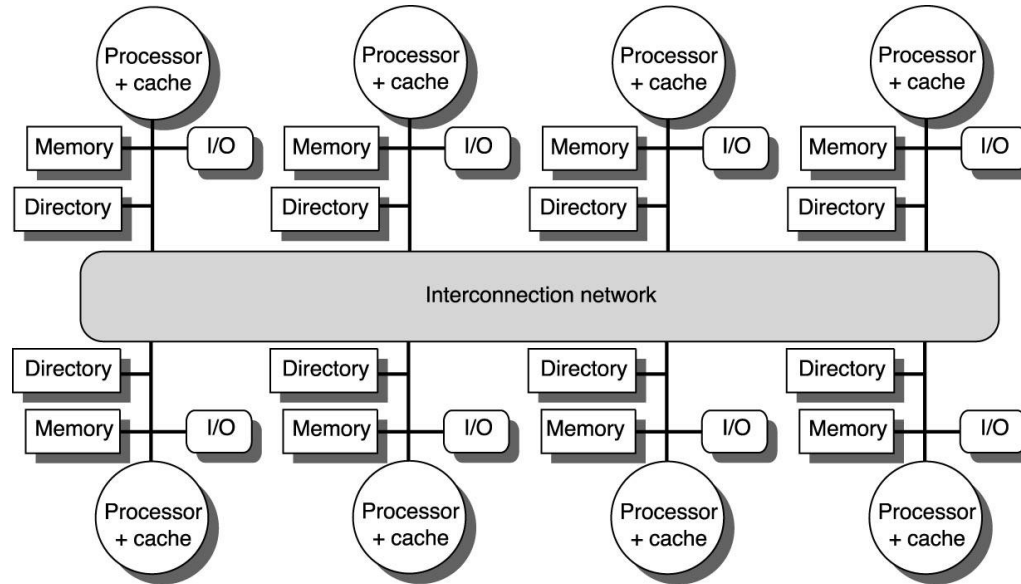 Processor
+ cache
Processor
+ cache
Processor
+ cache
Processor
+ cache
Memory
I/O
Memory
I/O
Memory
I/O
Memory
I/O
Directory
Directory
Directory
Directory
Interconnection network
Directory
Directory
Directory
Directory
Memory
I/O
Memory
I/O
Memory
I/O
Memory
I/O
Processor
+ cache
Processor
+ cache
Processor
+ cache
Processor
+ cache